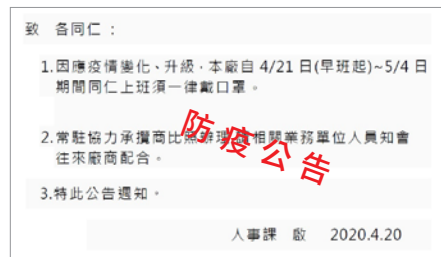 致 各同仁：
1.因應疫情變化、升級，本廠自 4/21 日(早班起)~5/4 日
期間同仁上班須一律戴口罩。
2.常駐協力承攬商比照辦理，請相關業務單位人員知會
往來廠商配合。
3.特此公告週知。
人事課 啟 2020.4.20
防疫公告